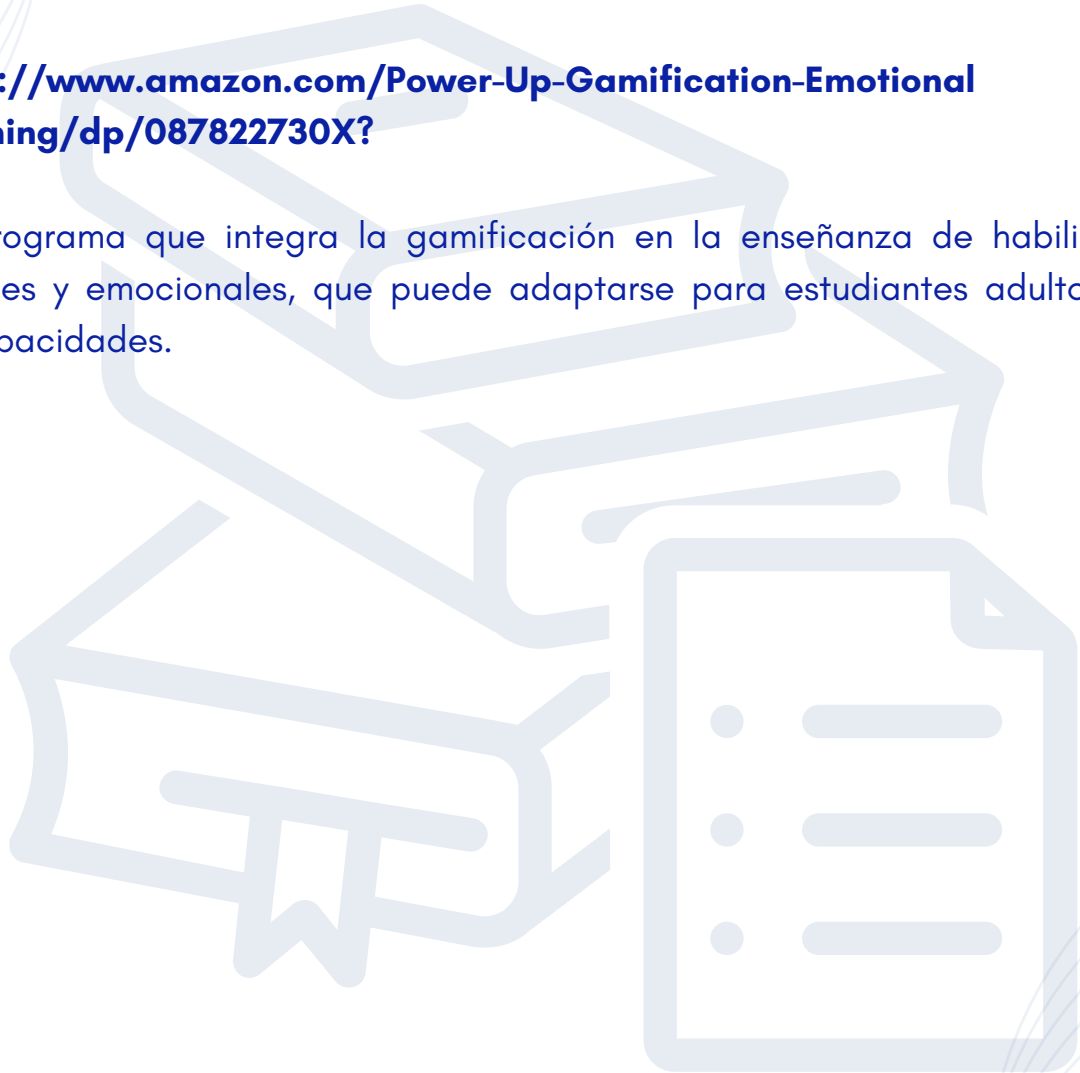 ://www.amazon.com/Power-Up-Gamification-Emotional
ning/dp/087822730X?
rograma que integra la gamificación en la enseñanza de habili
es y emocionales, que puede adaptarse para estudiantes adulto
pacidades.